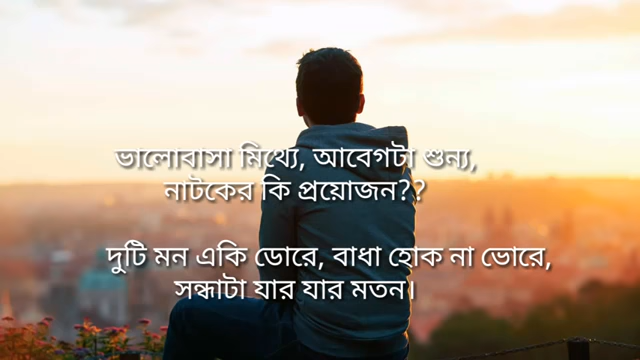 ভালোবাসা মিথ্যে, আবেগটা শুন্য,
নাটকের কি প্রয়োজন??
দুটি মন একি ডোরে, বাধা হোক না ভোরে,
সন্ধাটা যার যার মতন।